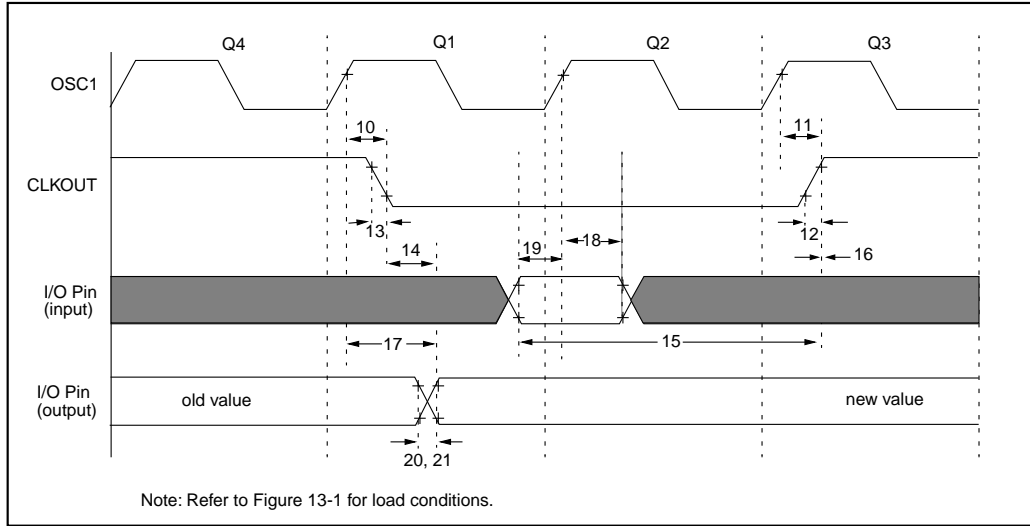 Q4 Q1 Q2 Q3
OSC1
10 11
CLKOUT
13 12
14 19 18 16
I/O Pin
(input)
17 15
I/O Pin
(output)
old value new value
20, 21
Note: Refer to Figure 13-1 for load conditions.